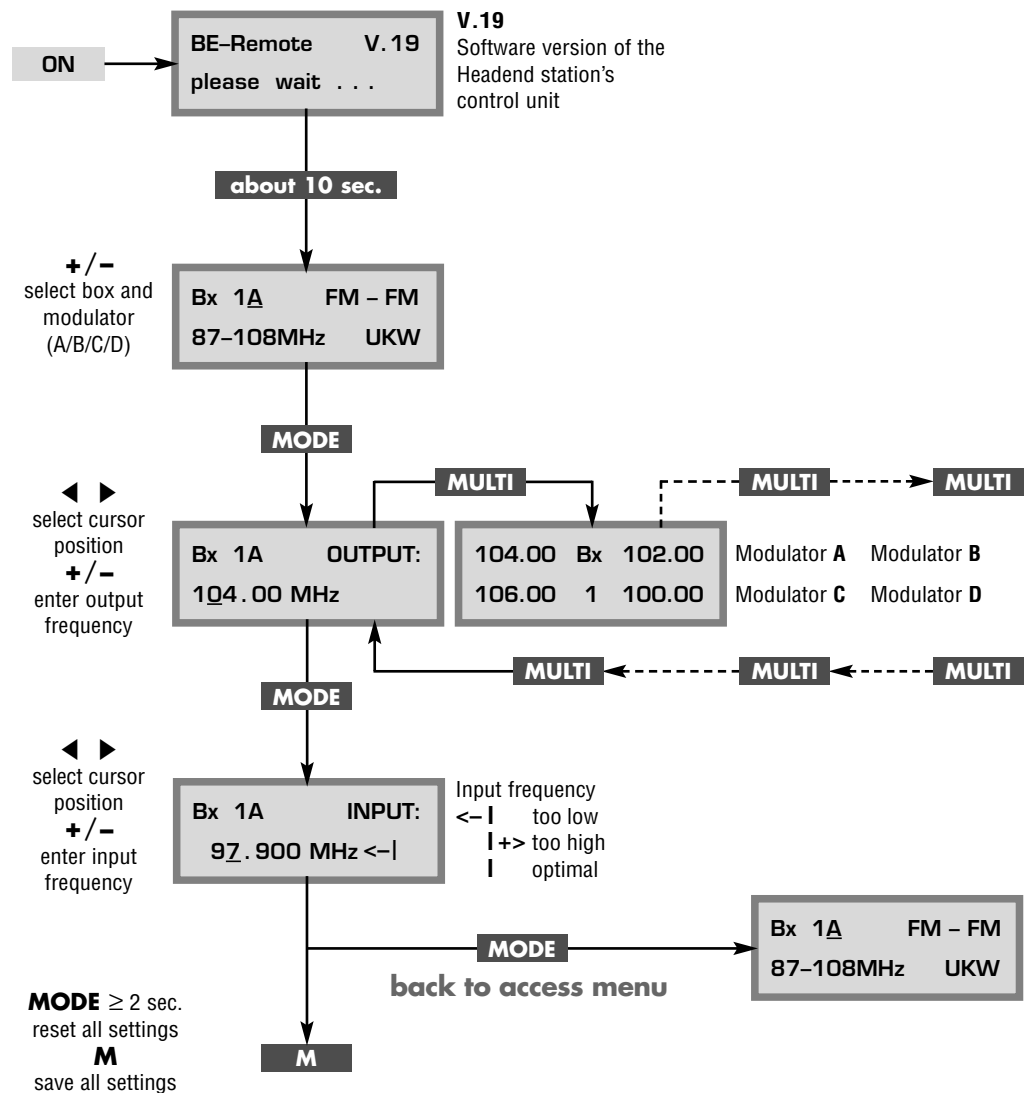 ON
BE–Remote V.19
please wait . . .
V.19
Software version of the
Headend station's
control unit
about 10 sec.
+/–
select box and
modulator
(A/B/C/D)
Bx 1A FM – FM
87–108MHz UKW
MODE
◀ ▶
select cursor
position
+/–
enter output
frequency
Bx 1A OUTPUT:
104.00 MHz
MULTI
MULTI
MULTI
104.00 Bx 102.00
106.00 1 100.00
Modulator A Modulator B
Modulator C Modulator D
MULTI
MULTI
MULTI
MODE
◀ ▶
select cursor
position
+/–
enter input
frequency
Bx 1A INPUT:
97.900 MHz <–|
Input frequency
<–| too low
|+> too high
| optimal
MODE
back to access menu
Bx 1A FM – FM
87–108MHz UKW
MODE ≥ 2 sec.
reset all settings
M
save all settings
M